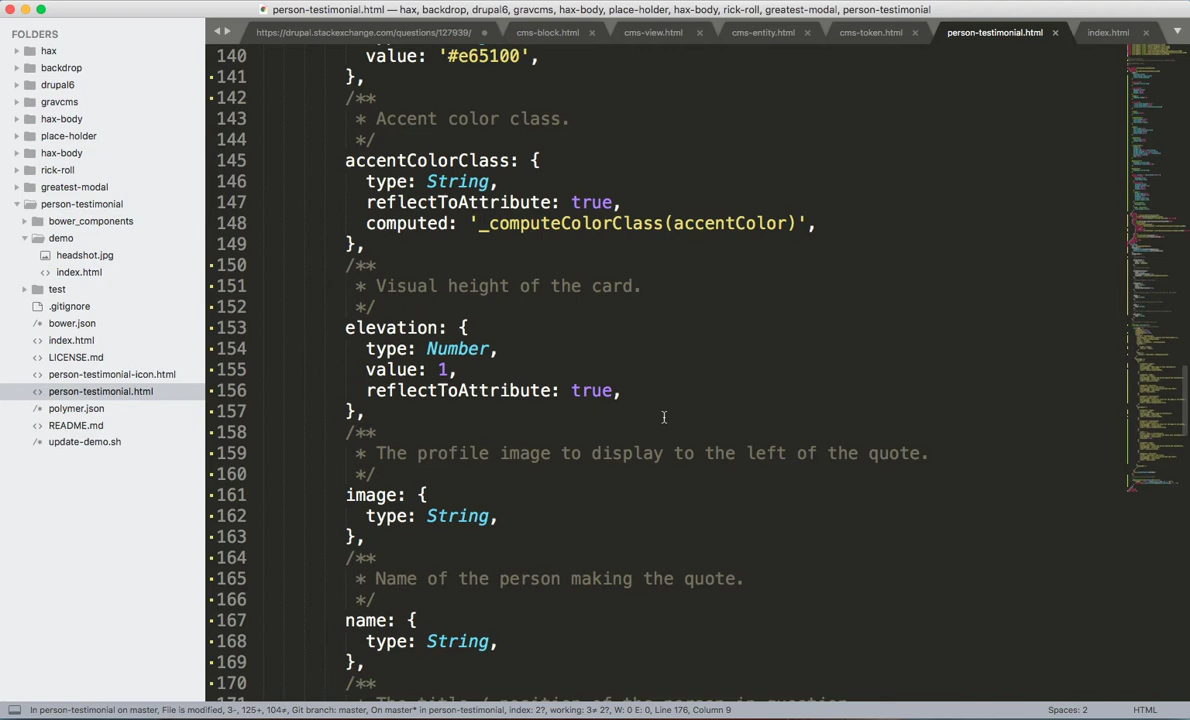 person-testimonial.html — hax, backdrop, drupal6, gravcms, hax-body, place-holder, hax-body, rick-roll, greatest-modal, person-testimonial
FOLDERS
hax
backdrop
drupal6
gravcms
hax-body
place-holder
hax-body
rick-roll
greatest-modal
person-testimonial
bower_components
demo
headshot.jpg
<> index.html
test
.gitignore
/* bower.json
<> index.html
<> LICENSE.md
<> person-testimonial-icon.html
<> person-testimonial.html
/* polymer.json
<> README.md
/* update-demo.sh
https://drupal.stackexchange.com/questions/127939/ cms-block.html cms-view.html cms-entity.html cms-token.html person-testimonial.html index.html
140 value: '#e65100',
141 },
142 /**
143 * Accent color class.
144 */
145 accentColorClass: {
146 type: String,
147 reflectToAttribute: true,
148 computed: '_computeColorClass(accentColor)',
149 },
150 /**
151 * Visual height of the card.
152 */
153 elevation: {
154 type: Number,
155 value: 1,
156 reflectToAttribute: true,
157 },
158 /**
159 * The profile image to display to the left of the quote.
160 */
161 image: {
162 type: String,
163 },
164 /**
165 * Name of the person making the quote.
166 */
167 name: {
168 type: String,
169 },
170 /**
171 * The title / position of the person in question
In person-testimonial on master, File is modified, 3-, 125+, 104≠, Git branch: master, On master* in person-testimonial, index: 2?, working: 3≠ 2?, W: 0 E: 0, Line 176, Column 9 Spaces: 2 HTML